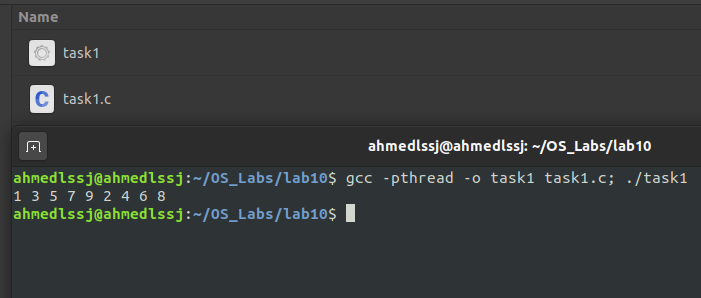 Name
task1
C
task1.c
ahmedlssj@ahmedlssj: ~/OS_Labs/lab10
ahmedlssj@ahmedlssj:~/OS_Labs/lab10$ gcc -pthread -o task1 task1.c; ./task1
1 3 5 7 9 2 4 6 8
ahmedlssj@ahmedlssj:~/OS_Labs/lab10$